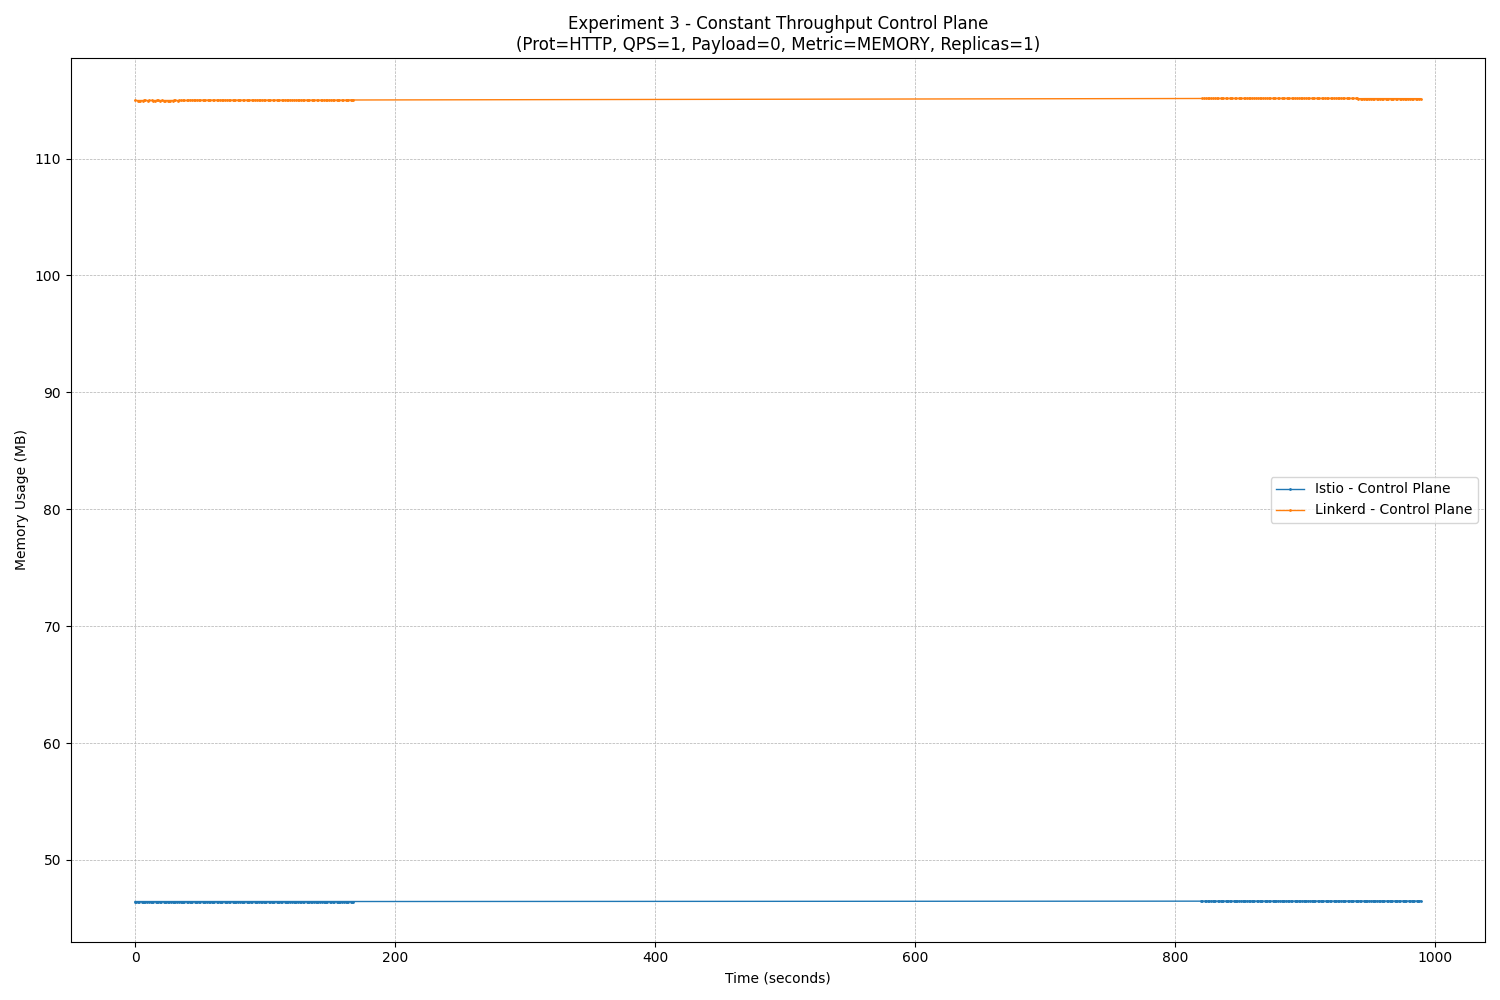 Experiment 3 - Constant Throughput Control Plane
(Prot=HTTP, QPS=1, Payload=0, Metric=MEMORY, Replicas=1)
Memory Usage (MB)
110
100
90
80
70
60
50
Istio - Control Plane
Linkerd - Control Plane
0 200 400 600 800 1000
Time (seconds)